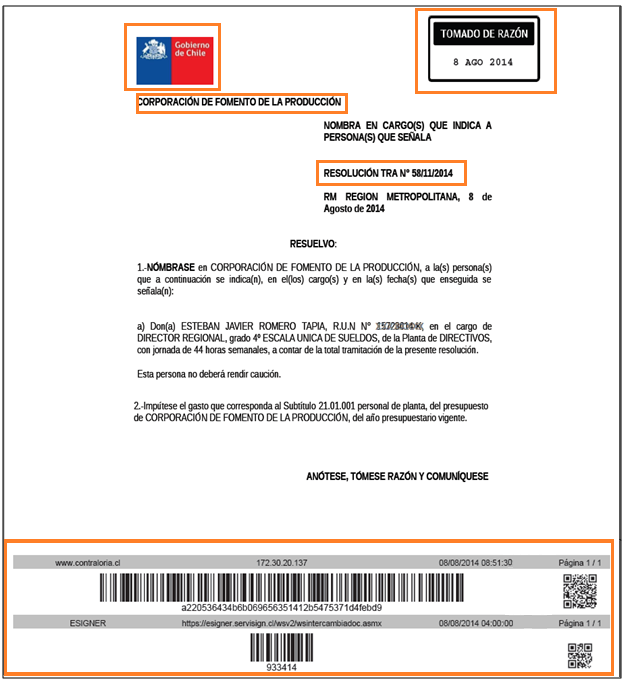 Gobierno
de Chile
TOMADO DE RAZÓN
8 AGO 2014
CORPORACIÓN DE FOMENTO DE LA PRODUCCIÓN
NOMBRA EN CARGO(S) QUE INDICA A
PERSONA(S) QUE SEÑALA
RESOLUCIÓN TRA N° 58/11/2014
RM REGION METROPOLITANA, 8 de
Agosto de 2014
RESUELVO:
1.-NÓMBRASE en CORPORACIÓN DE FOMENTO DE LA PRODUCCIÓN, a la(s) persona(s)
que a continuación se indica(n), en el(los) cargo(s) y en la(s) fecha(s) que enseguida se
señala(n):
a) Don(a) ESTEBAN JAVIER ROMERO TAPIA, R.U.N N° en el cargo de
DIRECTOR REGIONAL, grado 4º ESCALA UNICA DE SUELDOS, de la Planta de DIRECTIVOS,
con jornada de 44 horas semanales, a contar de la total tramitación de la presente resolución.
Esta persona no deberá rendir caución.
2.-Impútese el gasto que corresponda al Subtítulo 21.01.001 personal de planta, del presupuesto
de CORPORACIÓN DE FOMENTO DE LA PRODUCCIÓN, del año presupuestario vigente.
ANÓTESE, TÓMESE RAZÓN Y COMUNÍQUESE
www.contraloria.cl 172.30.20.137 08/08/2014 08:51:30 Página 1 / 1
a220536434b6b069656351412b5475371d4febd9
ESIGNER https://esigner.servisign.cl/wsv2/wsintercambiadoc.asmx 08/08/2014 04:00:00 Página 1 / 1
933414